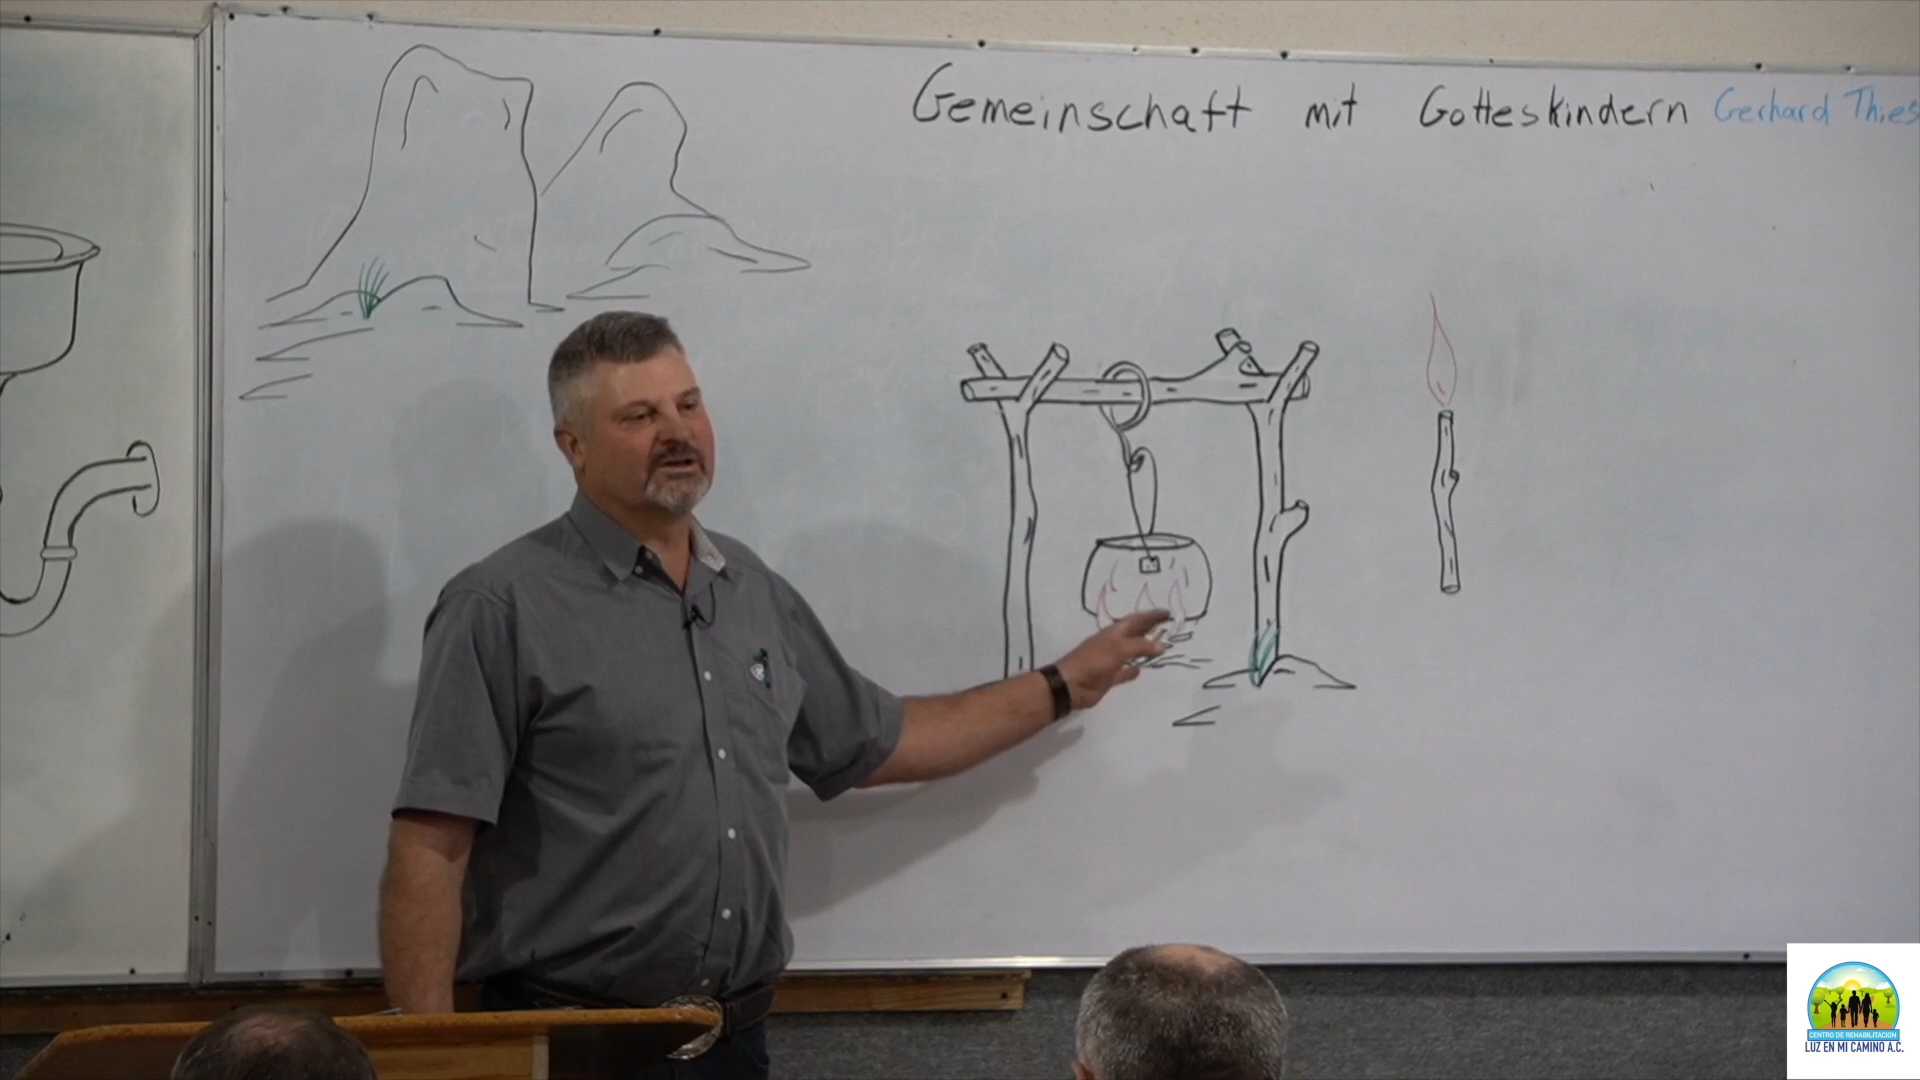 Gemeinschaft mit Gotteskindern Gerhard Thies
CENTRO DE REHABILITACION
LUZ EN MI CAMINO A.C.